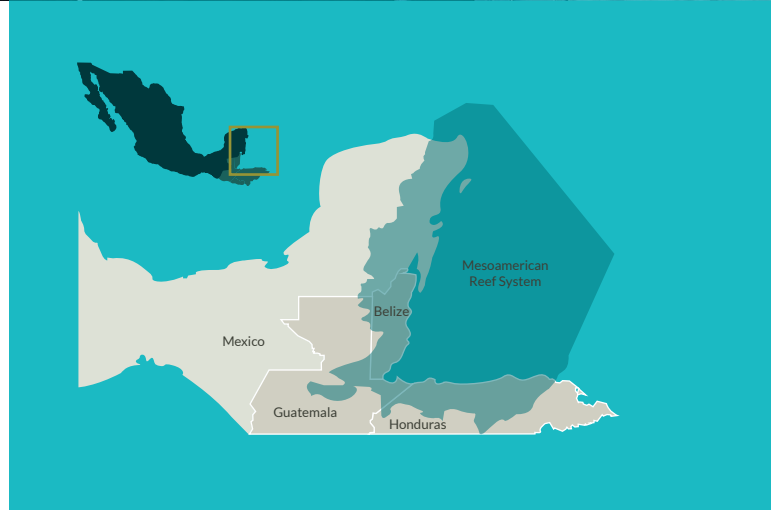 Mesoamerican
Reef System
Belize
Mexico
Guatemala
Honduras